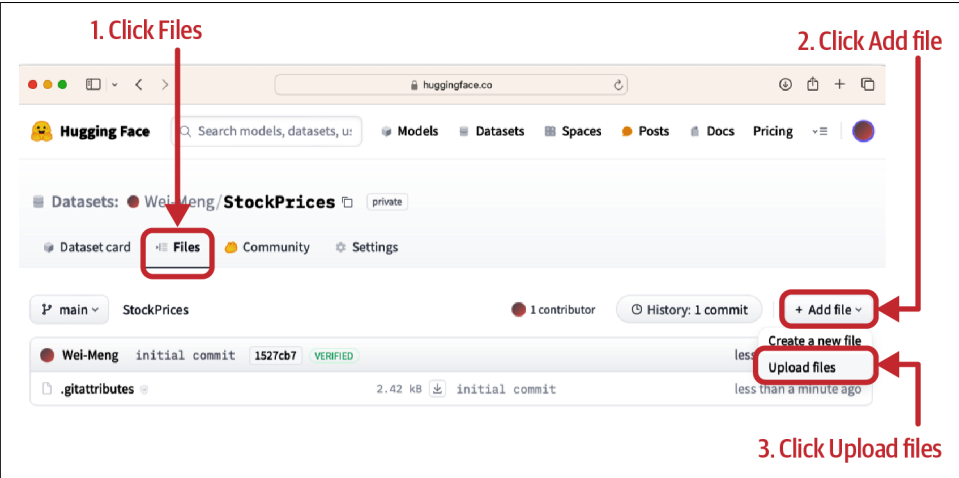 1. Click Files
2. Click Add file
huggingface.co
Hugging Face Search models, datasets, us Models Datasets Spaces Posts Docs Pricing
Datasets: Wei-Meng/StockPrices private
Dataset card Files Community Settings
main StockPrices 1 contributor History: 1 commit + Add file
Create a new file
Wei-Meng initial commit 1527cb7 VERIFIED less
Upload files
.gitattributes 2.42 kB initial commit less than a minute ago
3. Click Upload files